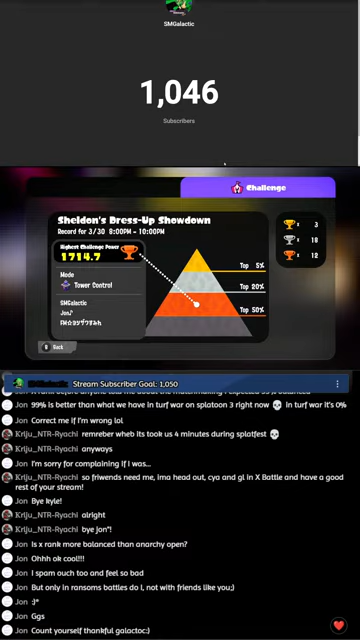 SMGalactic
1,046
Subscribers
Challenge
Sheldon's Dress-Up Showdown
Record for 3/30 8:00PM – 10:00PM
Highest Challenge Power
1714.7
Mode
Tower Control
SMGalactic
Jon♪
Top 5%
Top 20%
Top 50%
x 3
x 18
x 12
Back
SMGalactic Stream Subscriber Goal: 1,050
Jon 99% is better than what we have in turf war on splatoon 3 right now 💀 in turf war it's 0%
Jon Correct me if I'm wrong lol
Krlju_NTR-Ryachi remreber wheb its took us 4 minutes during splatfest 💀
Krlju_NTR-Ryachi anyways
Jon I'm sorry for complaining if I was...
Krlju_NTR-Ryachi so friwends need me, ima head out, cya and gl in X Battle and have a good
rest of your stream!
Jon Bye kyle!
Krlju_NTR-Ryachi alright
Krlju_NTR-Ryachi bye jon"!
Jon Is x rank more balanced than anarchy open?
Jon Ohhh ok cool!!!
Jon I spam ouch too and feel so bad
Jon But only in ransoms battles do I, not with friends like you;)
Jon :)*
Jon Ggs
Jon Count yourself thankful galactoc:)